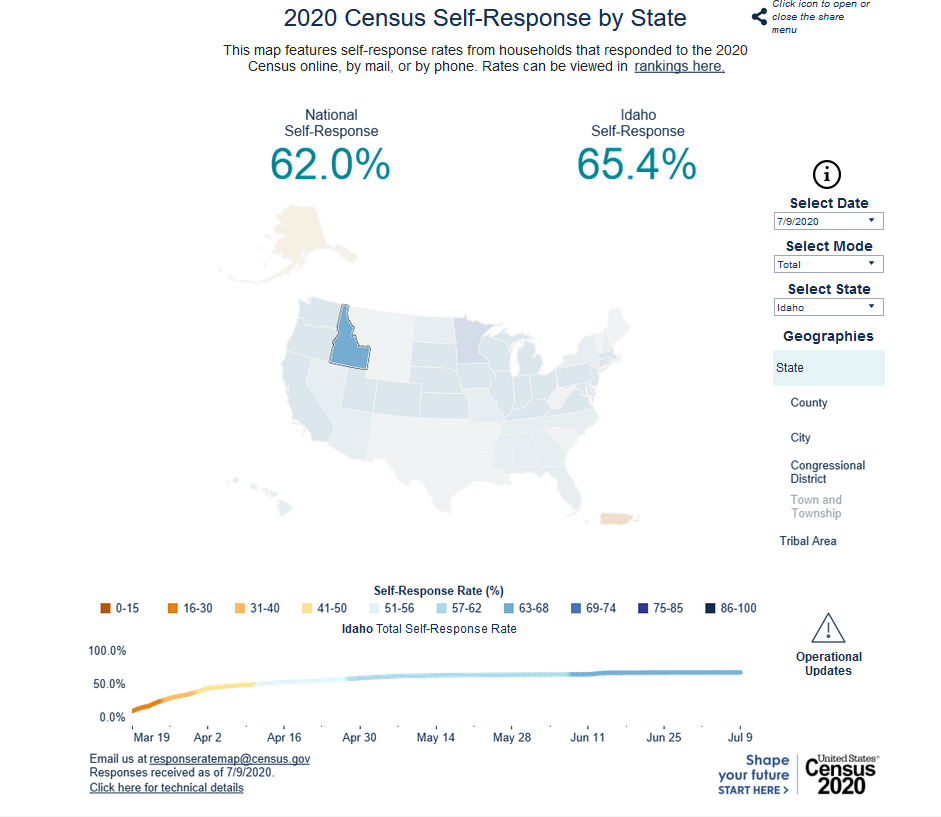 2020 Census Self-Response by State
Click icon to open or
close the share
menu
This map features self-response rates from households that responded to the 2020
Census online, by mail, or by phone. Rates can be viewed in rankings here.
National
Self-Response
62.0%
Idaho
Self-Response
65.4%
Select Date
7/9/2020
Select Mode
Total
Select State
Idaho
Geographies
State
County
City
Congressional
District
Town and
Township
Tribal Area
Self-Response Rate (%)
0-15 16-30 31-40 41-50 51-56 57-62 63-68 69-74 75-85 86-100
Idaho Total Self-Response Rate
100.0%
50.0%
0.0%
Mar 19 Apr 2 Apr 16 Apr 30 May 14 May 28 Jun 11 Jun 25 Jul 9
Operational
Updates
Email us at responseratemap@census.gov
Responses received as of 7/9/2020.
Click here for technical details
Shape
your future
START HERE >
United States®
Census
2020